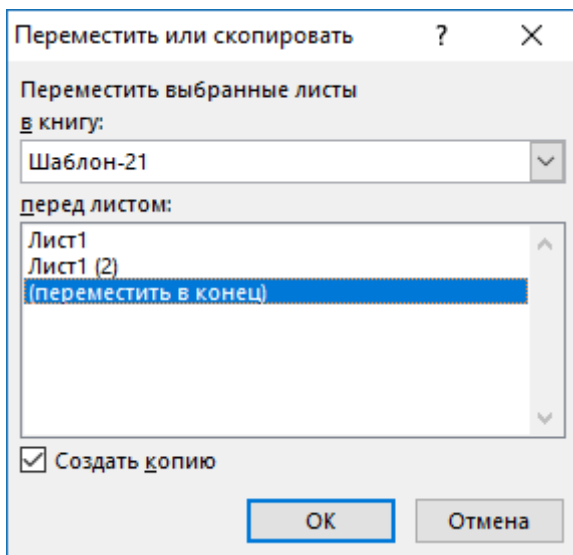 Переместить или скопировать ?
Переместить выбранные листы
в книгу:
Шаблон-21
перед листом:
Лист1
Лист1 (2)
(переместить в конец)
Создать копию
ОК Отмена